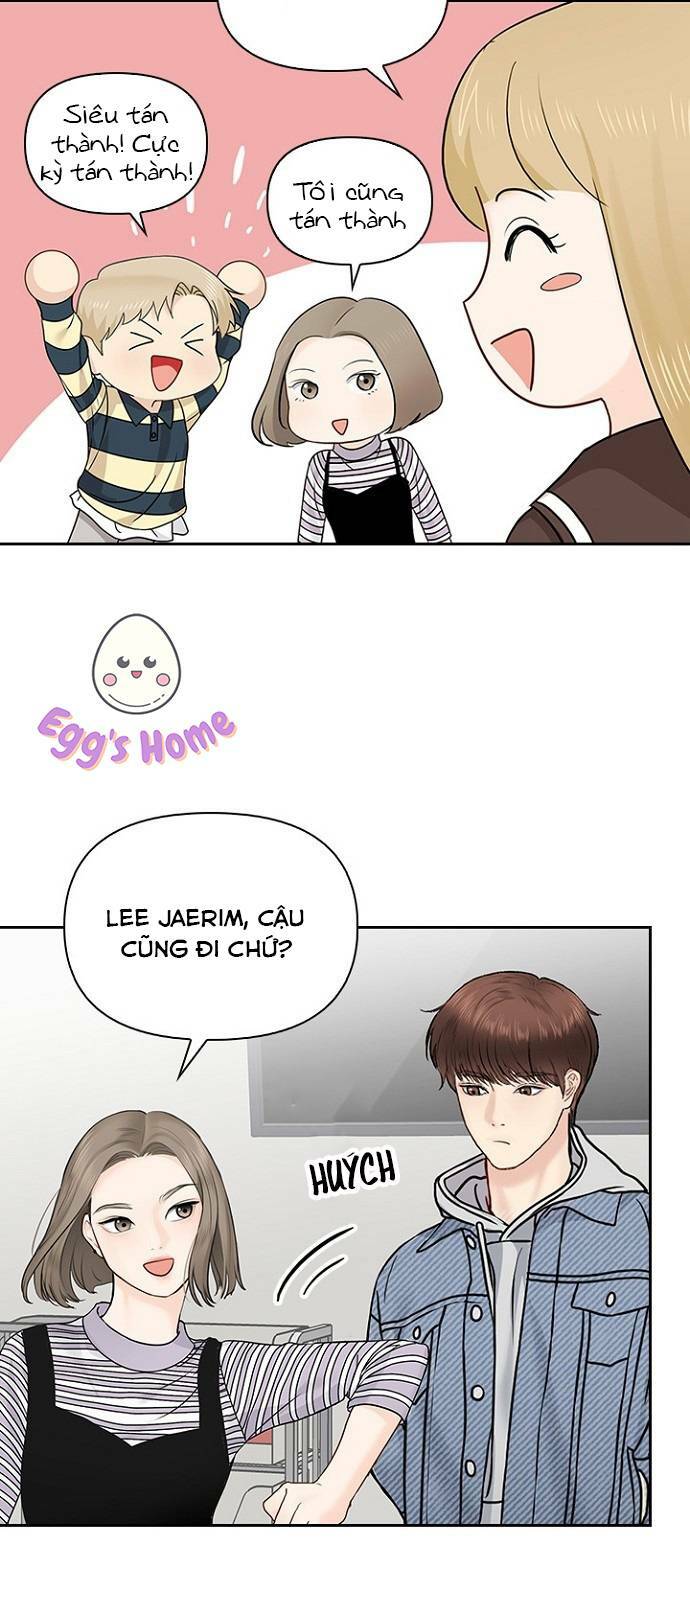 Siêu tán
thành! Cực
kỳ tán thành!
Tôi cũng
tán thành
Egg's Home
LEE JAERIM, CẬU
CŨNG ĐI CHỨ?
HUÝCH